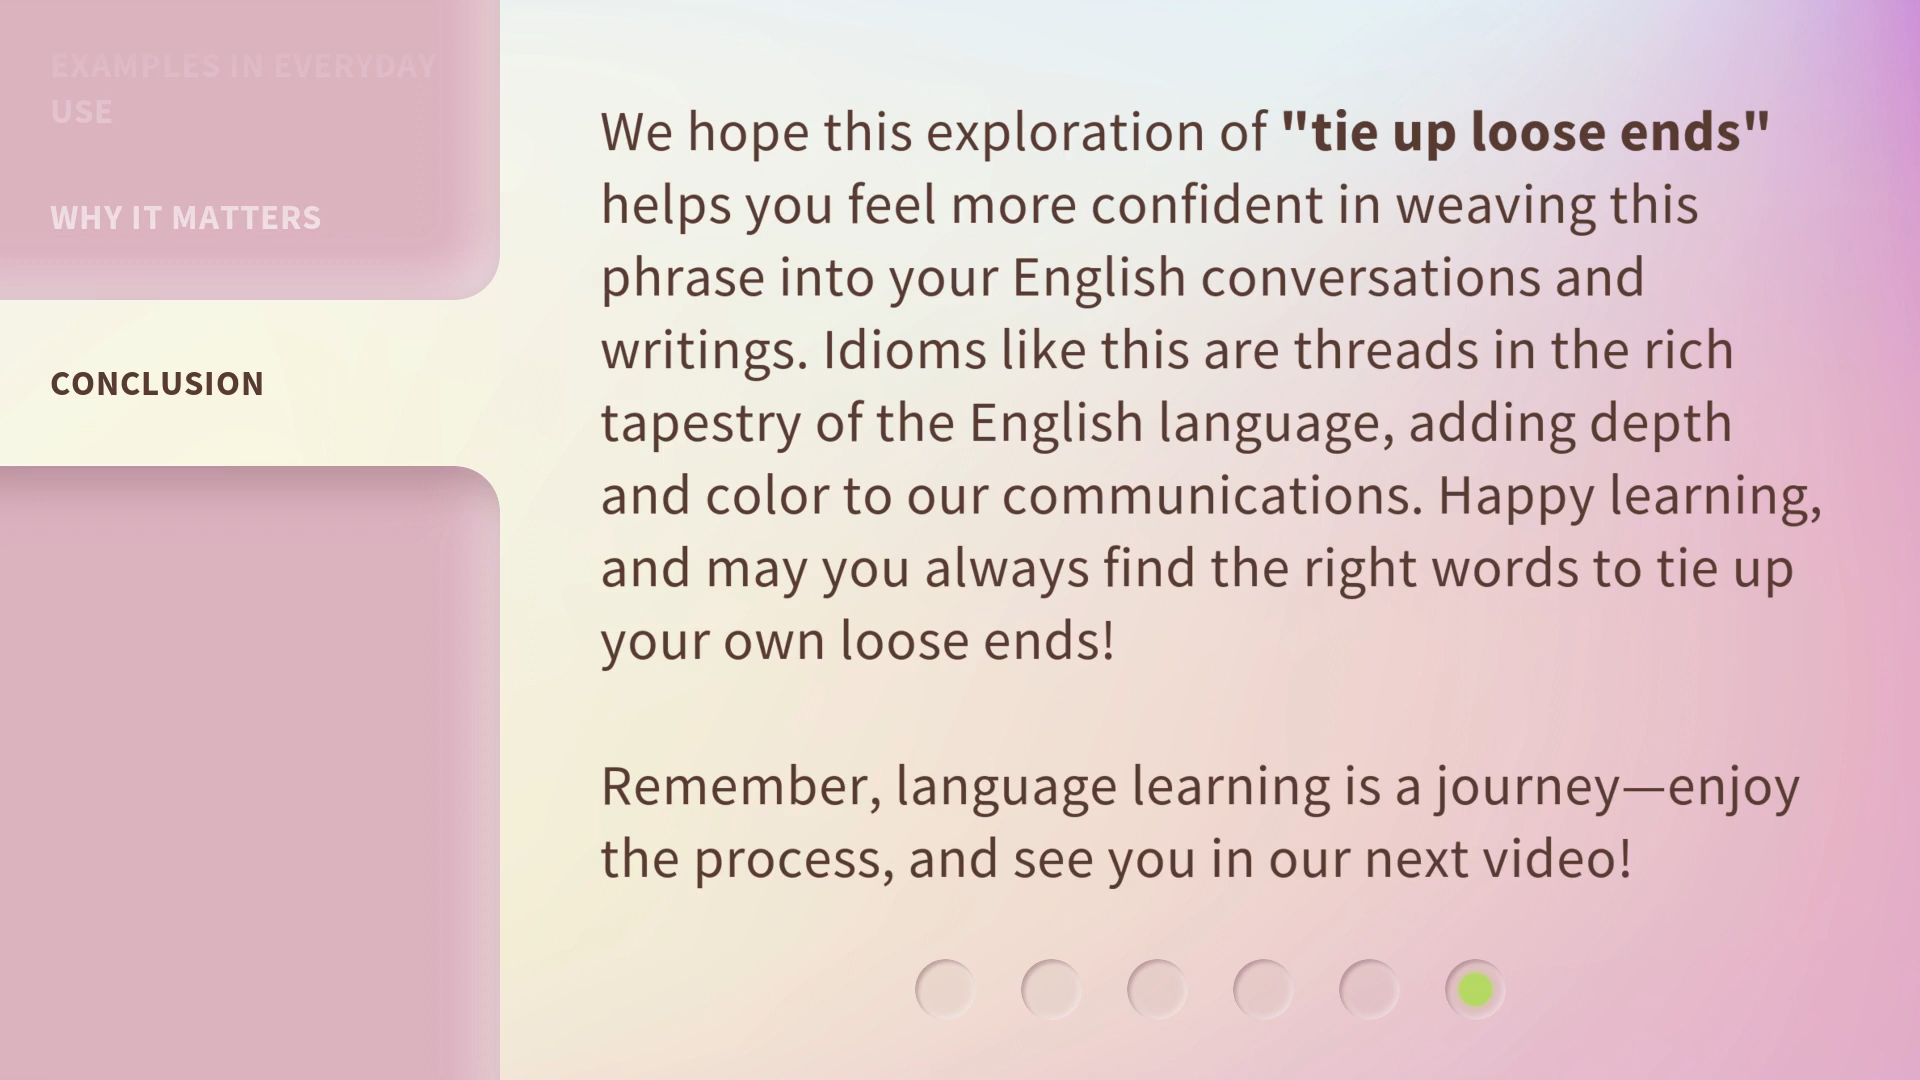 EXAMPLES IN EVERYDAY
USE
WHY IT MATTERS
CONCLUSION
We hope this exploration of "tie up loose ends"
helps you feel more confident in weaving this
phrase into your English conversations and
writings. Idioms like this are threads in the rich
tapestry of the English language, adding depth
and color to our communications. Happy learning,
and may you always find the right words to tie up
your own loose ends!
Remember, language learning is a journey—enjoy
the process, and see you in our next video!